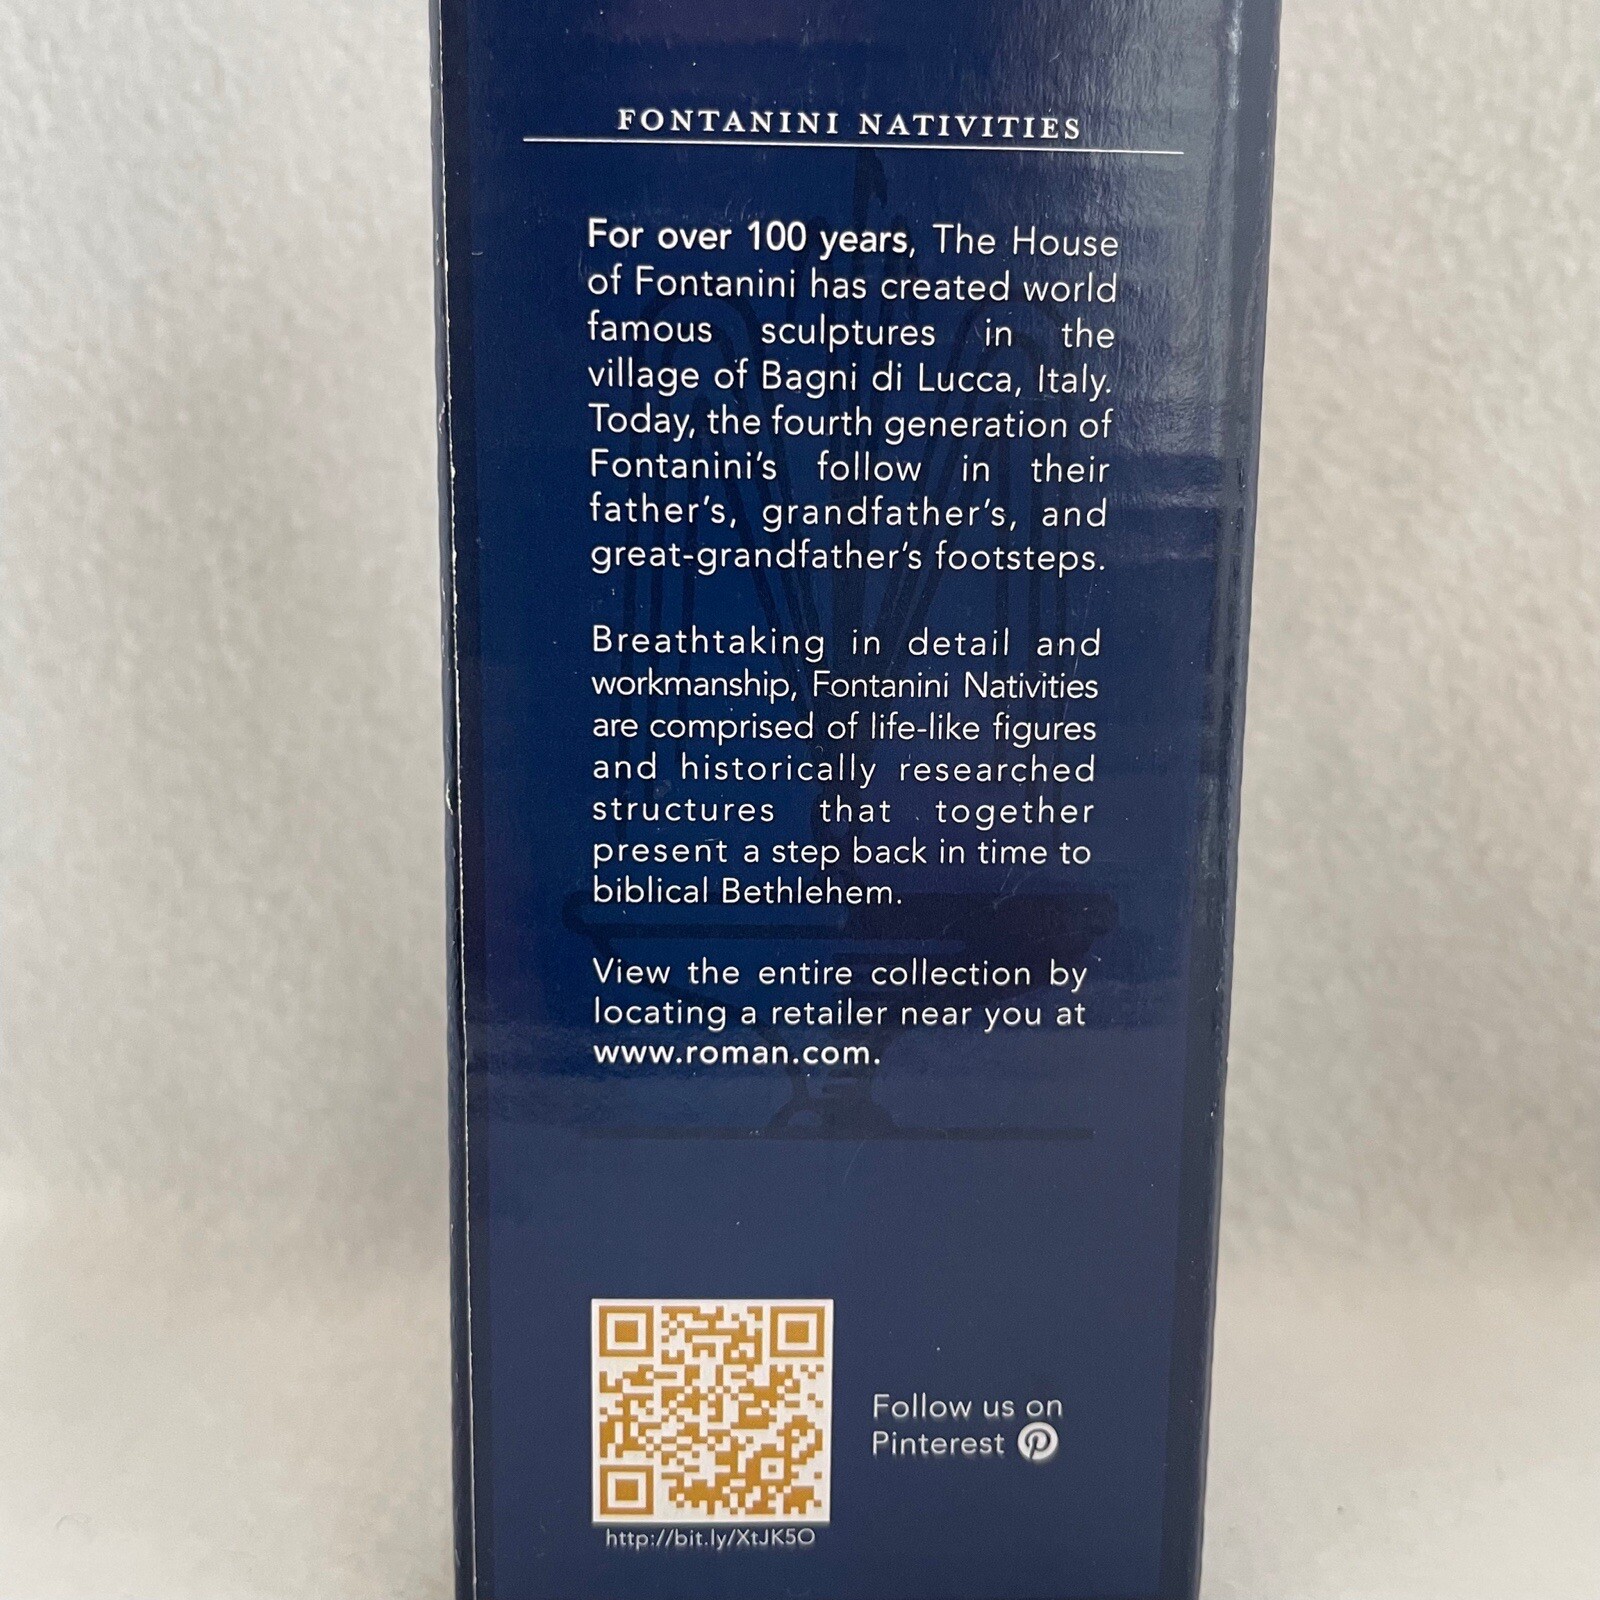 FONTANINI NATIVITIES
For over 100 years, The House
of Fontanini has created world
famous sculptures in the
village of Bagni di Lucca, Italy.
Today, the fourth generation of
Fontanini's follow in their
father's, grandfather's, and
great-grandfather's footsteps.
Breathtaking in detail and
workmanship, Fontanini Nativities
are comprised of life-like figures
and historically researched
structures that together
present a step back in time to
biblical Bethlehem.
View the entire collection by
locating a retailer near you at
www.roman.com.
Follow us on
Pinterest
http://bit.ly/XtJK5O